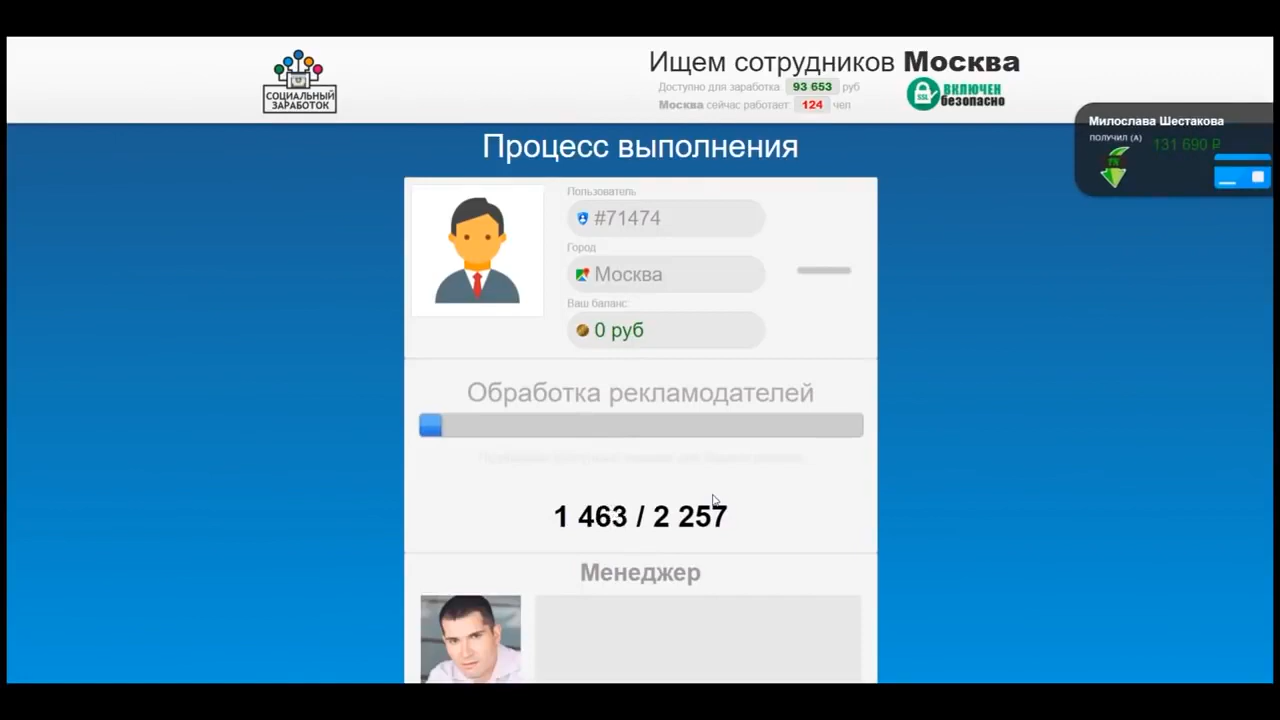 СОЦИАЛЬНЫЙ
ЗАРАБОТОК
Ищем сотрудников Москва
Доступно для заработка 93 653 руб
Москва сейчас работает 124 чел
SSL
ВКЛЮЧЕН
безопасно
Милослава Шестакова
ПОЛУЧИЛ (А)
131 690 ₽
Процесс выполнения
Пользователь
#71474
Город
Москва
Ваш баланс:
0 руб
Обработка рекламодателей
1 463 / 2 257
Менеджер